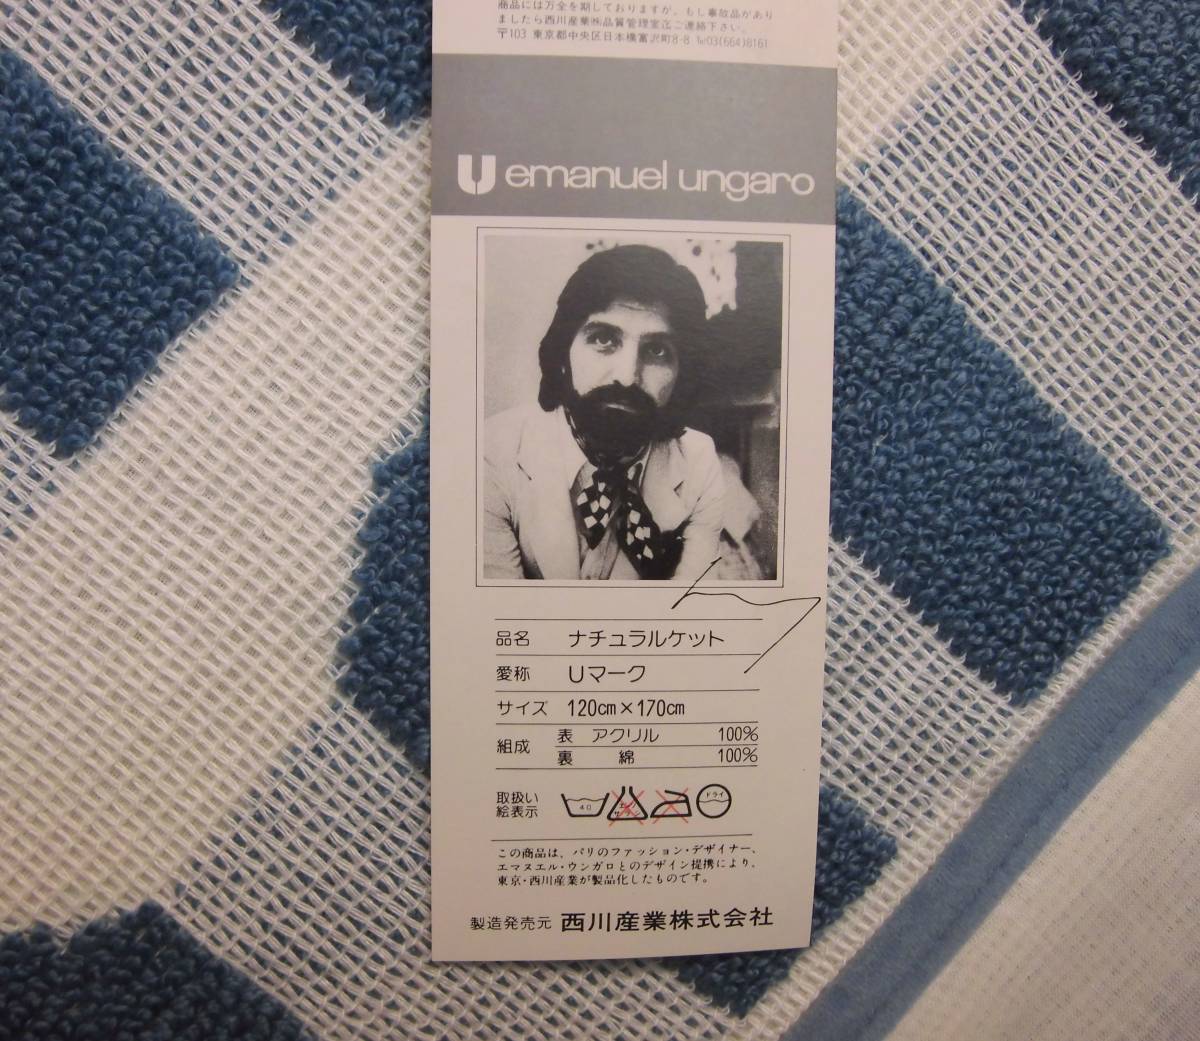 商品には万全を期しておりますが、もし事故品があり
ましたら西川産業㈱品質管理室迄ご連絡下さい。
〒103 東京都中央区日本橋富沢町8-8 ℡03(664)8161
U emanuel ungaro
品名 ナチュラルケット
愛称 Uマーク
サイズ 120cm×170cm
組成 表 アクリル 100%
裏 綿 100%
取扱い
絵表示
40
エンソ
サラシ
ドライ
この商品は、パリのファッション・デザイナー、
エマヌエル・ウンガロとのデザイン提携により、
東京・西川産業が製品化したものです。
製造発売元 西川産業株式会社